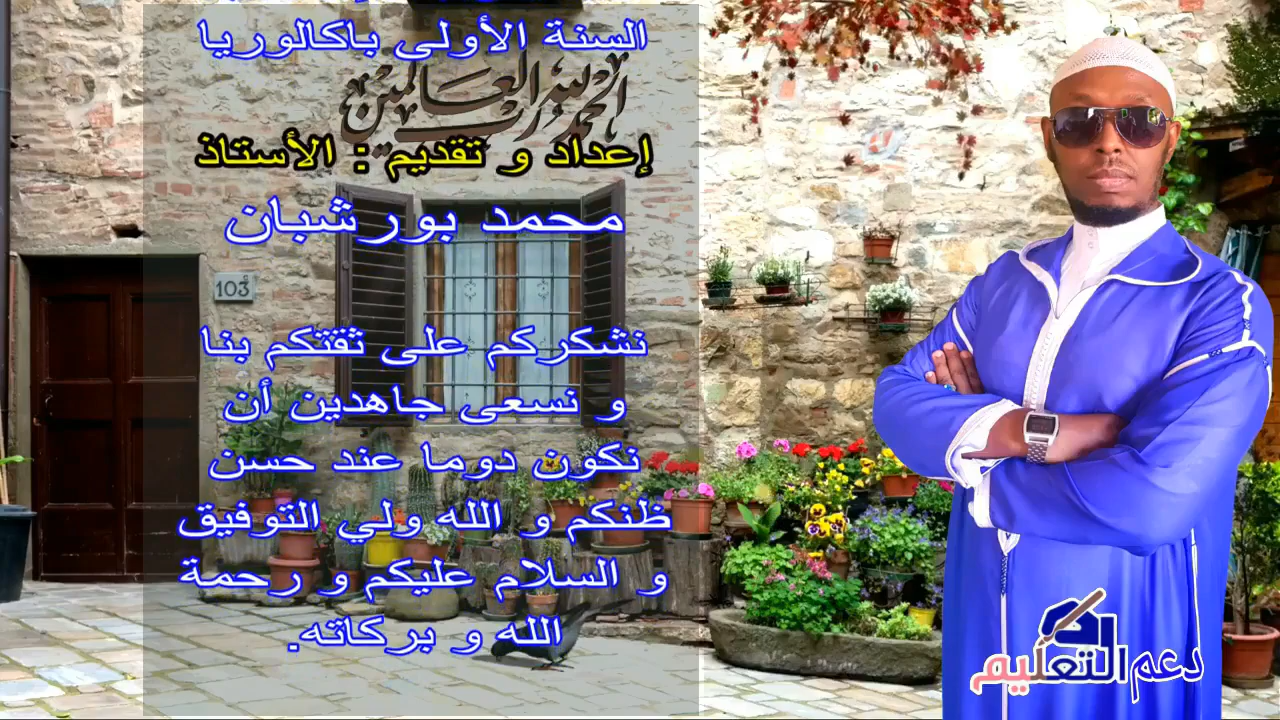 السنة الأولى باكالوريا
الحمد لله رب العالمين
إعداد و تقديم : الأستاذ
محمد بورشبان
103
نشكركم على ثقتكم بنا
و نسعى جاهدين أن
نكون دوما عند حسن
ظنكم و الله ولي التوفيق
و السلام عليكم و رحمة
الله و بركاته.
دعم التعليم